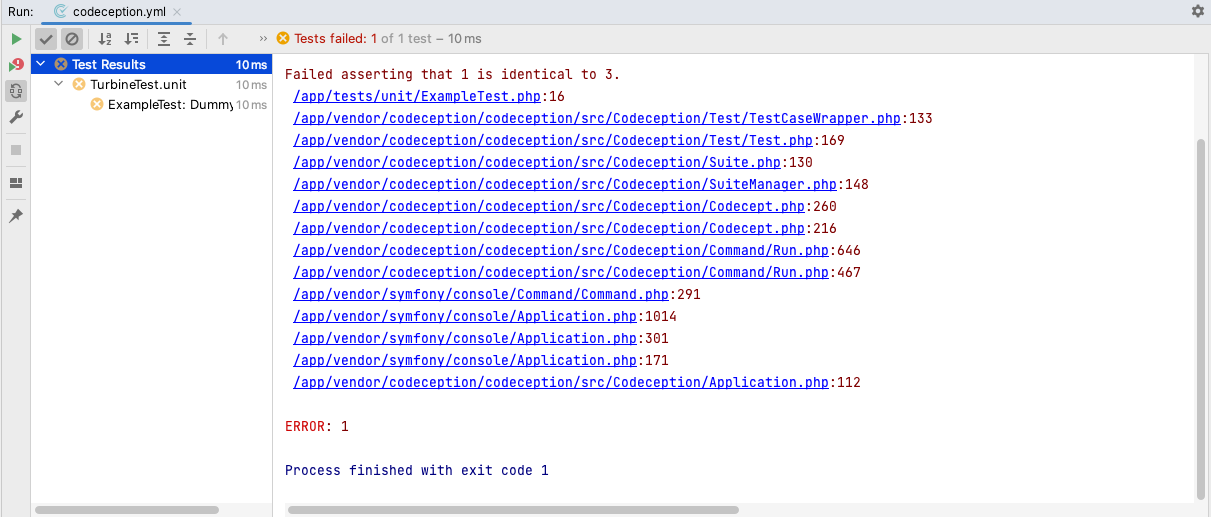 Run: codeception.yml
Tests failed: 1 of 1 test – 10 ms
Test Results 10 ms
TurbineTest.unit 10 ms
ExampleTest: Dummy 10 ms
Failed asserting that 1 is identical to 3.
/app/tests/unit/ExampleTest.php:16
/app/vendor/codeception/codeception/src/Codeception/Test/TestCaseWrapper.php:133
/app/vendor/codeception/codeception/src/Codeception/Test/Test.php:169
/app/vendor/codeception/codeception/src/Codeception/Suite.php:130
/app/vendor/codeception/codeception/src/Codeception/SuiteManager.php:148
/app/vendor/codeception/codeception/src/Codeception/Codecept.php:260
/app/vendor/codeception/codeception/src/Codeception/Codecept.php:216
/app/vendor/codeception/codeception/src/Codeception/Command/Run.php:646
/app/vendor/codeception/codeception/src/Codeception/Command/Run.php:467
/app/vendor/symfony/console/Command/Command.php:291
/app/vendor/symfony/console/Application.php:1014
/app/vendor/symfony/console/Application.php:301
/app/vendor/symfony/console/Application.php:171
/app/vendor/codeception/codeception/src/Codeception/Application.php:112
ERROR: 1
Process finished with exit code 1